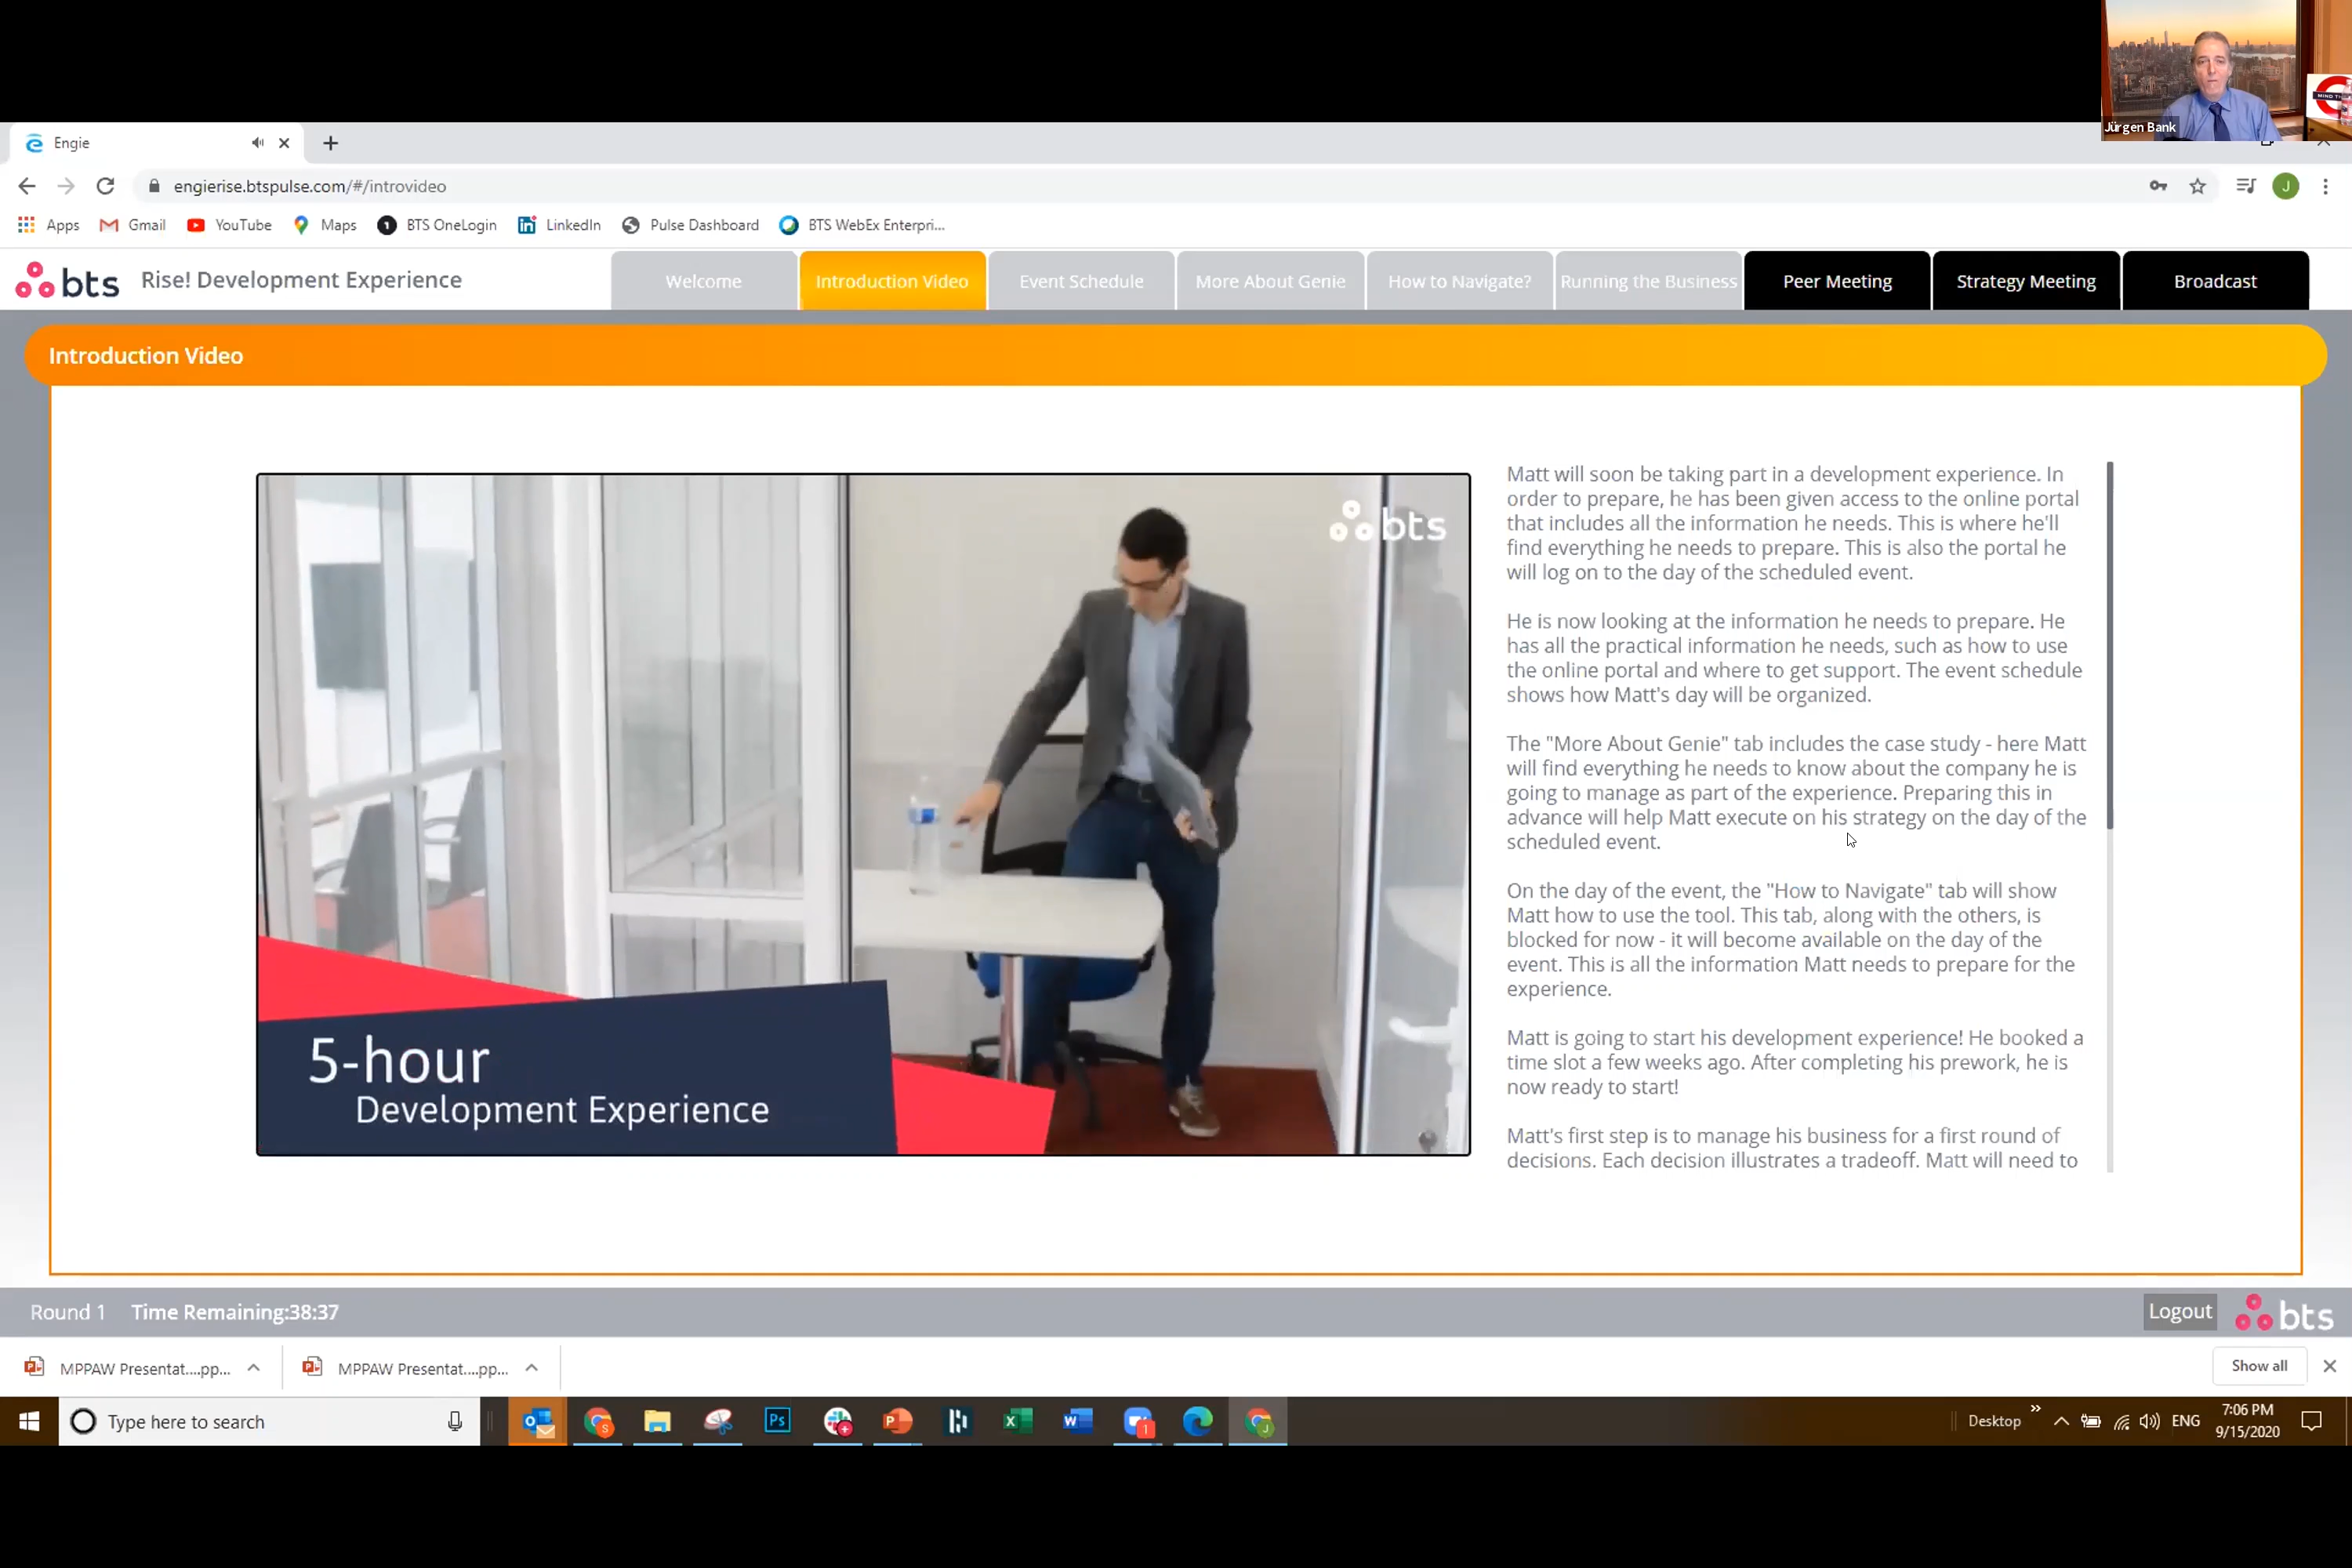 Jürgen Bank
Engie
engierise.btspulse.com/#/introvideo
Apps
Gmail
YouTube
Maps
BTS OneLogin
LinkedIn
Pulse Dashboard
BTS WebEx Enterpri...
bts
Rise! Development Experience
Welcome
Introduction Video
Event Schedule
More About Genie
How to Navigate?
Running the Business
Peer Meeting
Strategy Meeting
Broadcast
Introduction Video
bts
5-hour
Development Experience
Matt will soon be taking part in a development experience. In
order to prepare, he has been given access to the online portal
that includes all the information he needs. This is where he'll
find everything he needs to prepare. This is also the portal he
will log on to the day of the scheduled event.
He is now looking at the information he needs to prepare. He
has all the practical information he needs, such as how to use
the online portal and where to get support. The event schedule
shows how Matt's day will be organized.
The "More About Genie" tab includes the case study - here Matt
will find everything he needs to know about the company he is
going to manage as part of the experience. Preparing this in
advance will help Matt execute on his strategy on the day of the
scheduled event.
On the day of the event, the "How to Navigate" tab will show
Matt how to use the tool. This tab, along with the others, is
blocked for now - it will become available on the day of the
event. This is all the information Matt needs to prepare for the
experience.
Matt is going to start his development experience! He booked a
time slot a few weeks ago. After completing his prework, he is
now ready to start!
Matt's first step is to manage his business for a first round of
decisions. Each decision illustrates a tradeoff. Matt will need to
Round 1 Time Remaining:38:37
Logout
bts
MPPAW Presentat....pp...
MPPAW Presentat....pp...
Show all
Type here to search
Desktop
ENG
7:06 PM
9/15/2020